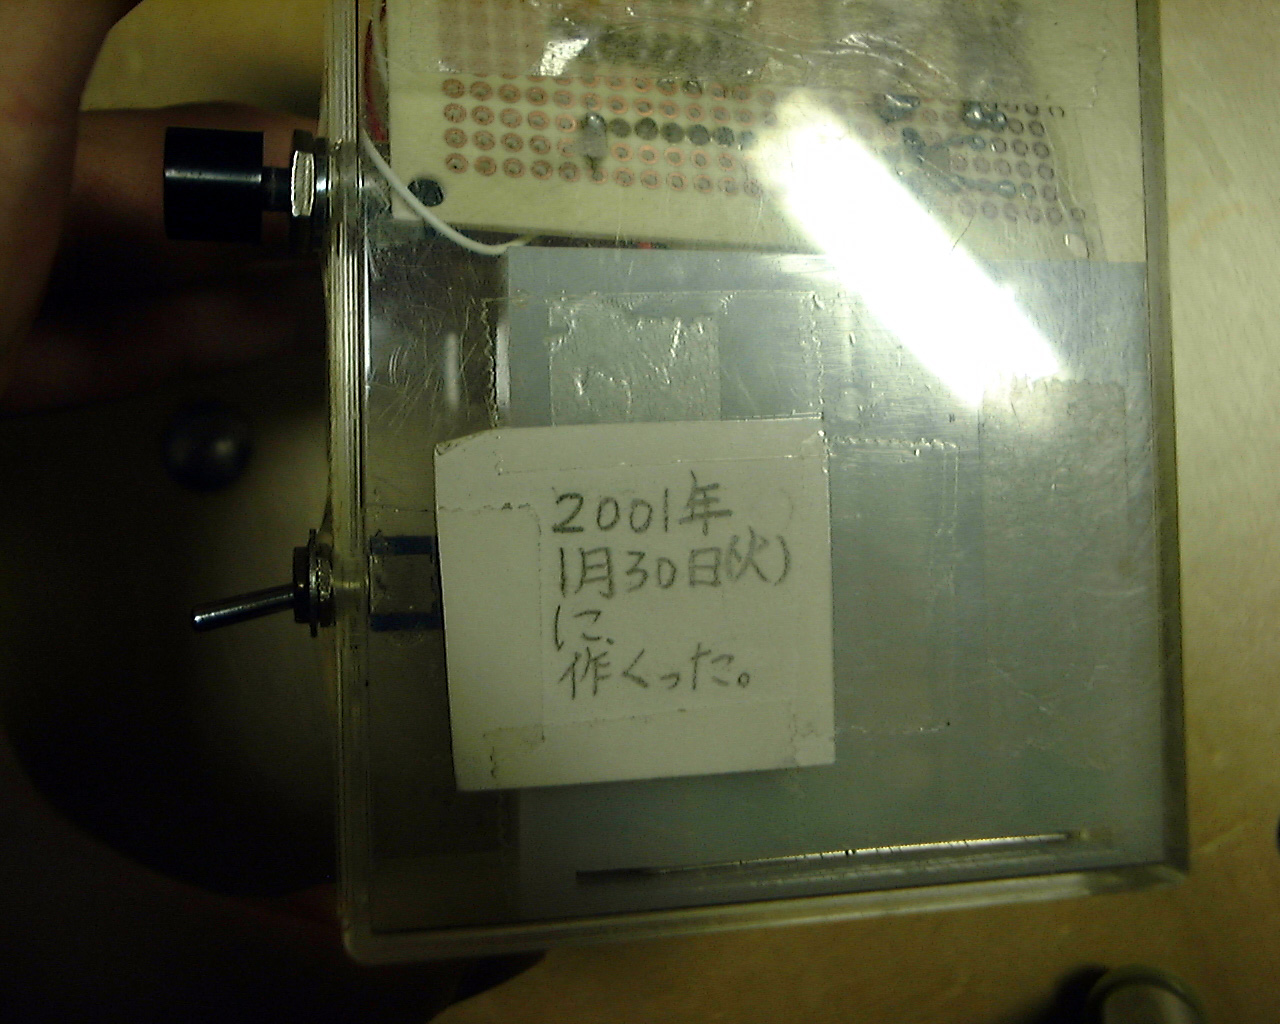 2001年
1月30日(火)
に、
作くった。